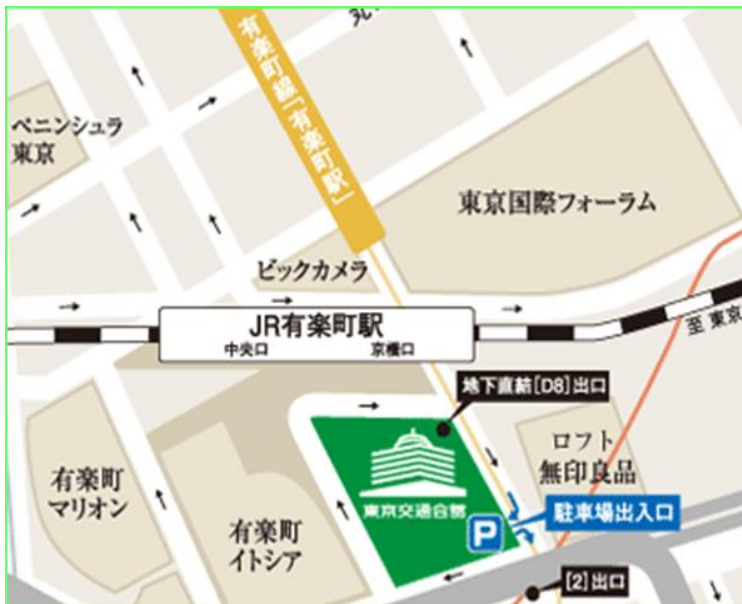 有楽町線「有楽町駅」
ペニンシュラ
東京
東京国際フォーラム
ビックカメラ
JR有楽町駅
中央口 京橋口
至 東京
地下直結[D8]出口
ロフト
無印良品
東京交通会館
有楽町
マリオン
有楽町
イトシア
P
駐車場出入口
[2]出口